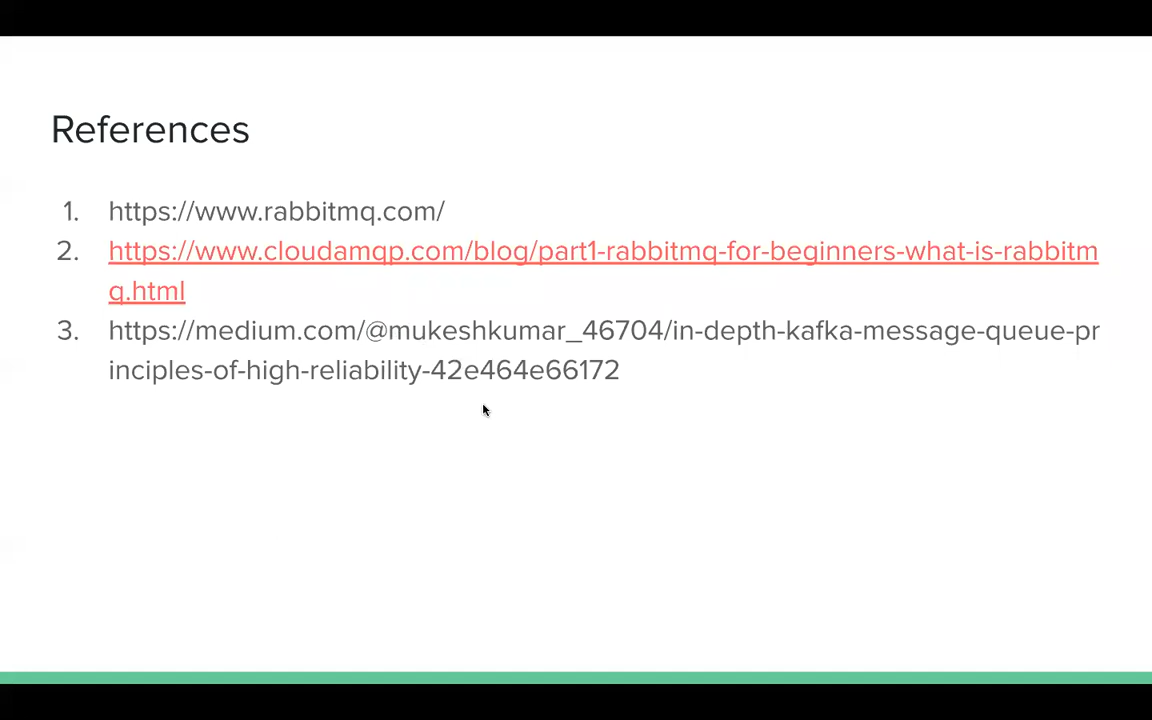 References
1. https://www.rabbitmq.com/
2. https://www.cloudamqp.com/blog/part1-rabbitmq-for-beginners-what-is-rabbitm
q.html
3. https://medium.com/@mukeshkumar_46704/in-depth-kafka-message-queue-pr
inciples-of-high-reliability-42e464e66172